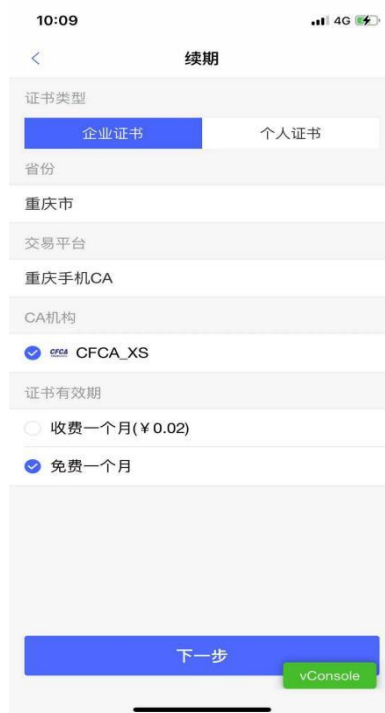 10:09
4G
续期
证书类型
企业证书 个人证书
省份
重庆市
交易平台
重庆手机CA
CA机构
CFCA CFCA_XS
证书有效期
收费一个月(￥0.02)
免费一个月
下一步
vConsole